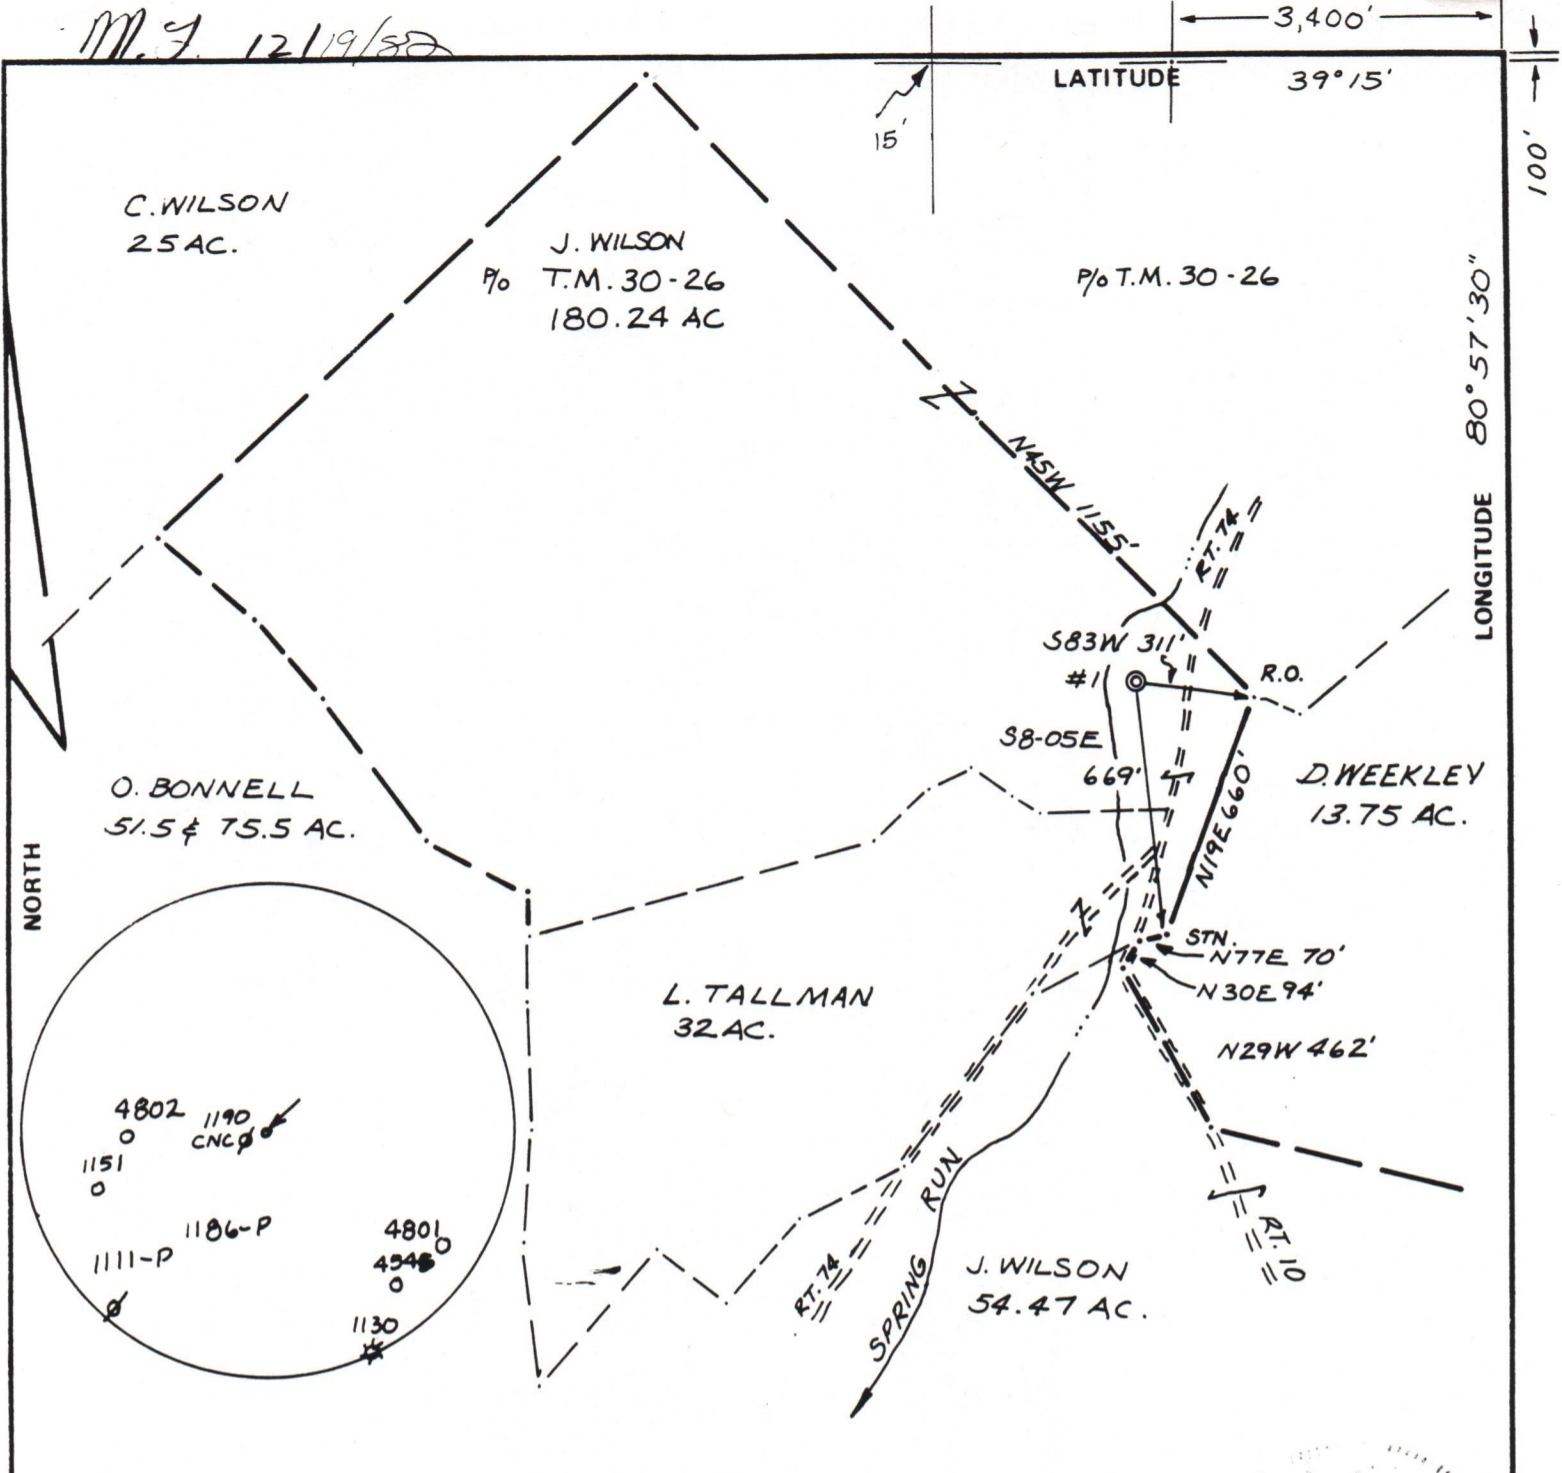 M.J. 12/19/82
3,400'
LATITUDE 39°15'
15'
100'
C. WILSON
25 AC.
J. WILSON
P/o T.M. 30-26
180.24 AC
P/o T.M. 30-26
80°57'30"
LONGITUDE
N45W 1155'
RT. 74
S83W 311'
#1
R.O.
S8-05E
669'
N19E 660'
D. WEEKLEY
13.75 AC.
O. BONNELL
51.5 & 75.5 AC.
NORTH
STN.
N77E 70'
N30E 94'
N29W 462'
L. TALLMAN
32 AC.
4802
1190
CNC
1151
1186-P
1111-P
4801
1130
RT. 74
SPRING RUN
J. WILSON
54.47 AC.
RT. 10